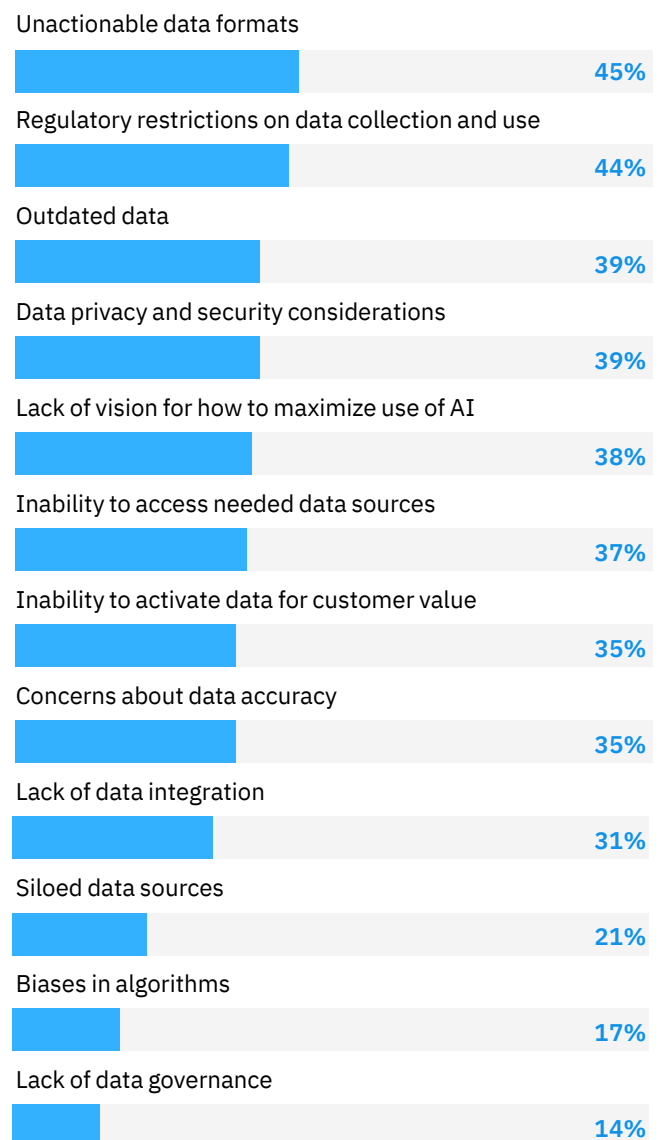 Unactionable data formats
45%
Regulatory restrictions on data collection and use
44%
Outdated data
39%
Data privacy and security considerations
39%
Lack of vision for how to maximize use of AI
38%
Inability to access needed data sources
37%
Inability to activate data for customer value
35%
Concerns about data accuracy
35%
Lack of data integration
31%
Siloed data sources
21%
Biases in algorithms
17%
Lack of data governance
14%